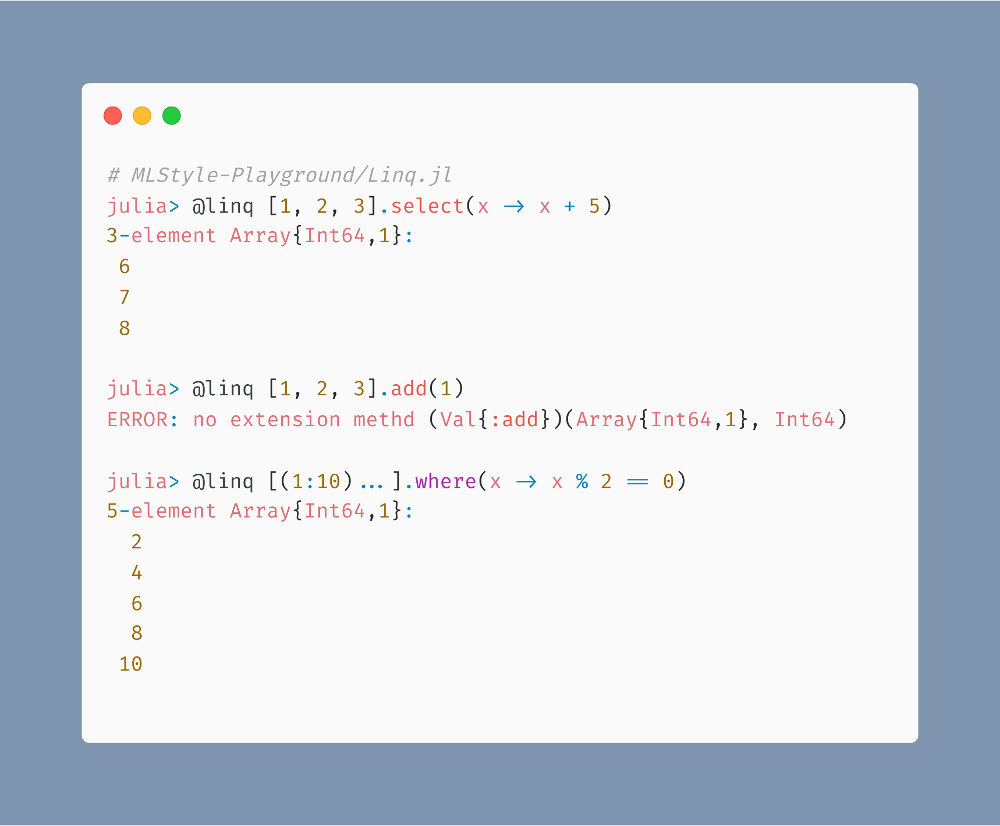 # MLStyle-Playground/Linq.jl
julia> @linq [1, 2, 3].select(x -> x + 5)
3-element Array{Int64,1}:
 6
 7
 8
julia> @linq [1, 2, 3].add(1)
ERROR: no extension methd (Val{:add})(Array{Int64,1}, Int64)
julia> @linq [(1:10)...].where(x -> x % 2 == 0)
5-element Array{Int64,1}:
  2
  4
  6
  8
 10